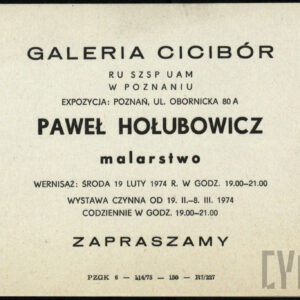 GALERIA CICIBÓR
RU SZSP UAM
W POZNANIU
EXPOZYCJA: POZNAŃ, UL. OBORNICKA 80 A
PAWEŁ HOŁUBOWICZ
malarstwo
WERNISAŻ: ŚRODA 19 LUTY 1974 R. W GODZ. 19.00–21.00
WYSTAWA CZYNNA OD 19. II.–8. III. 1974
CODZIENNIE W GODZ. 19.00–21.00
ZAPRASZAMY
PZGK 6 — 414/73 — 150 — R7/227